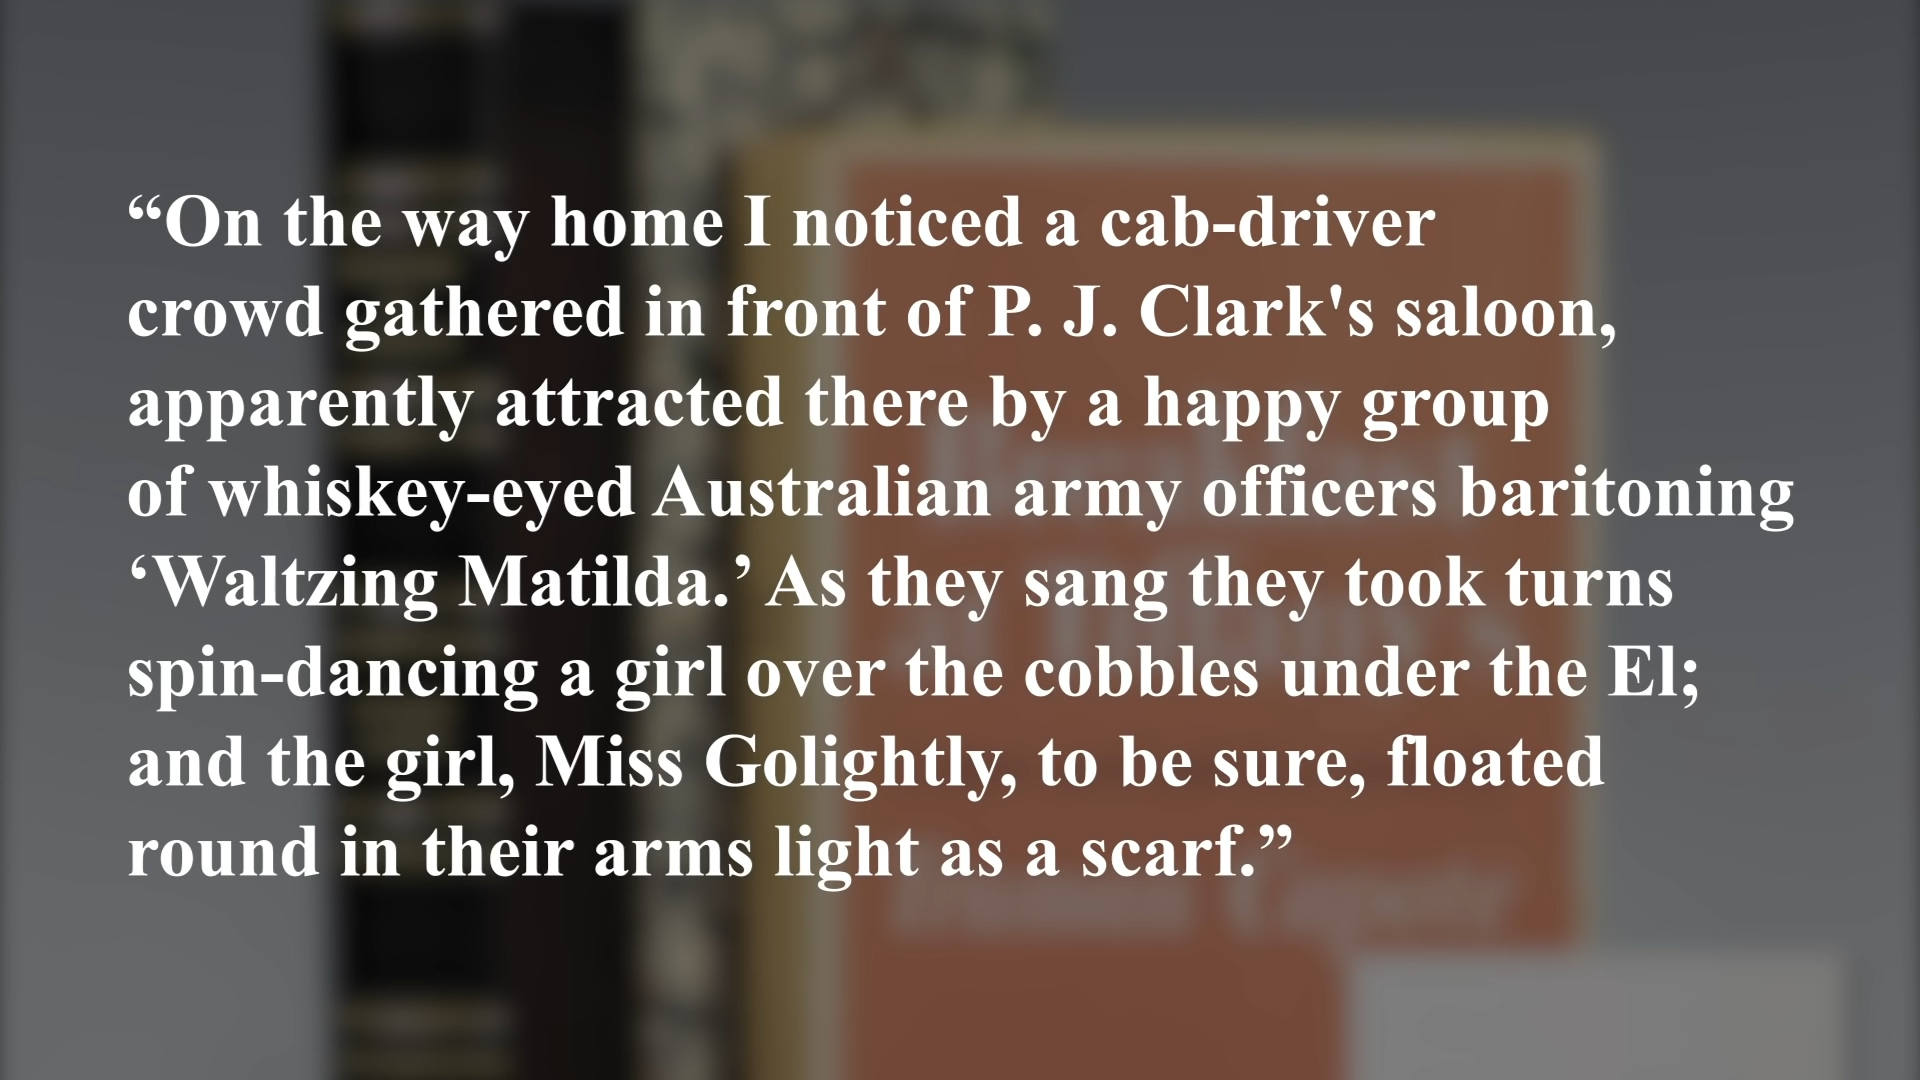 “On the way home I noticed a cab-driver
crowd gathered in front of P. J. Clark's saloon,
apparently attracted there by a happy group
of whiskey-eyed Australian army officers baritoning
‘Waltzing Matilda.’ As they sang they took turns
spin-dancing a girl over the cobbles under the El;
and the girl, Miss Golightly, to be sure, floated
round in their arms light as a scarf.”